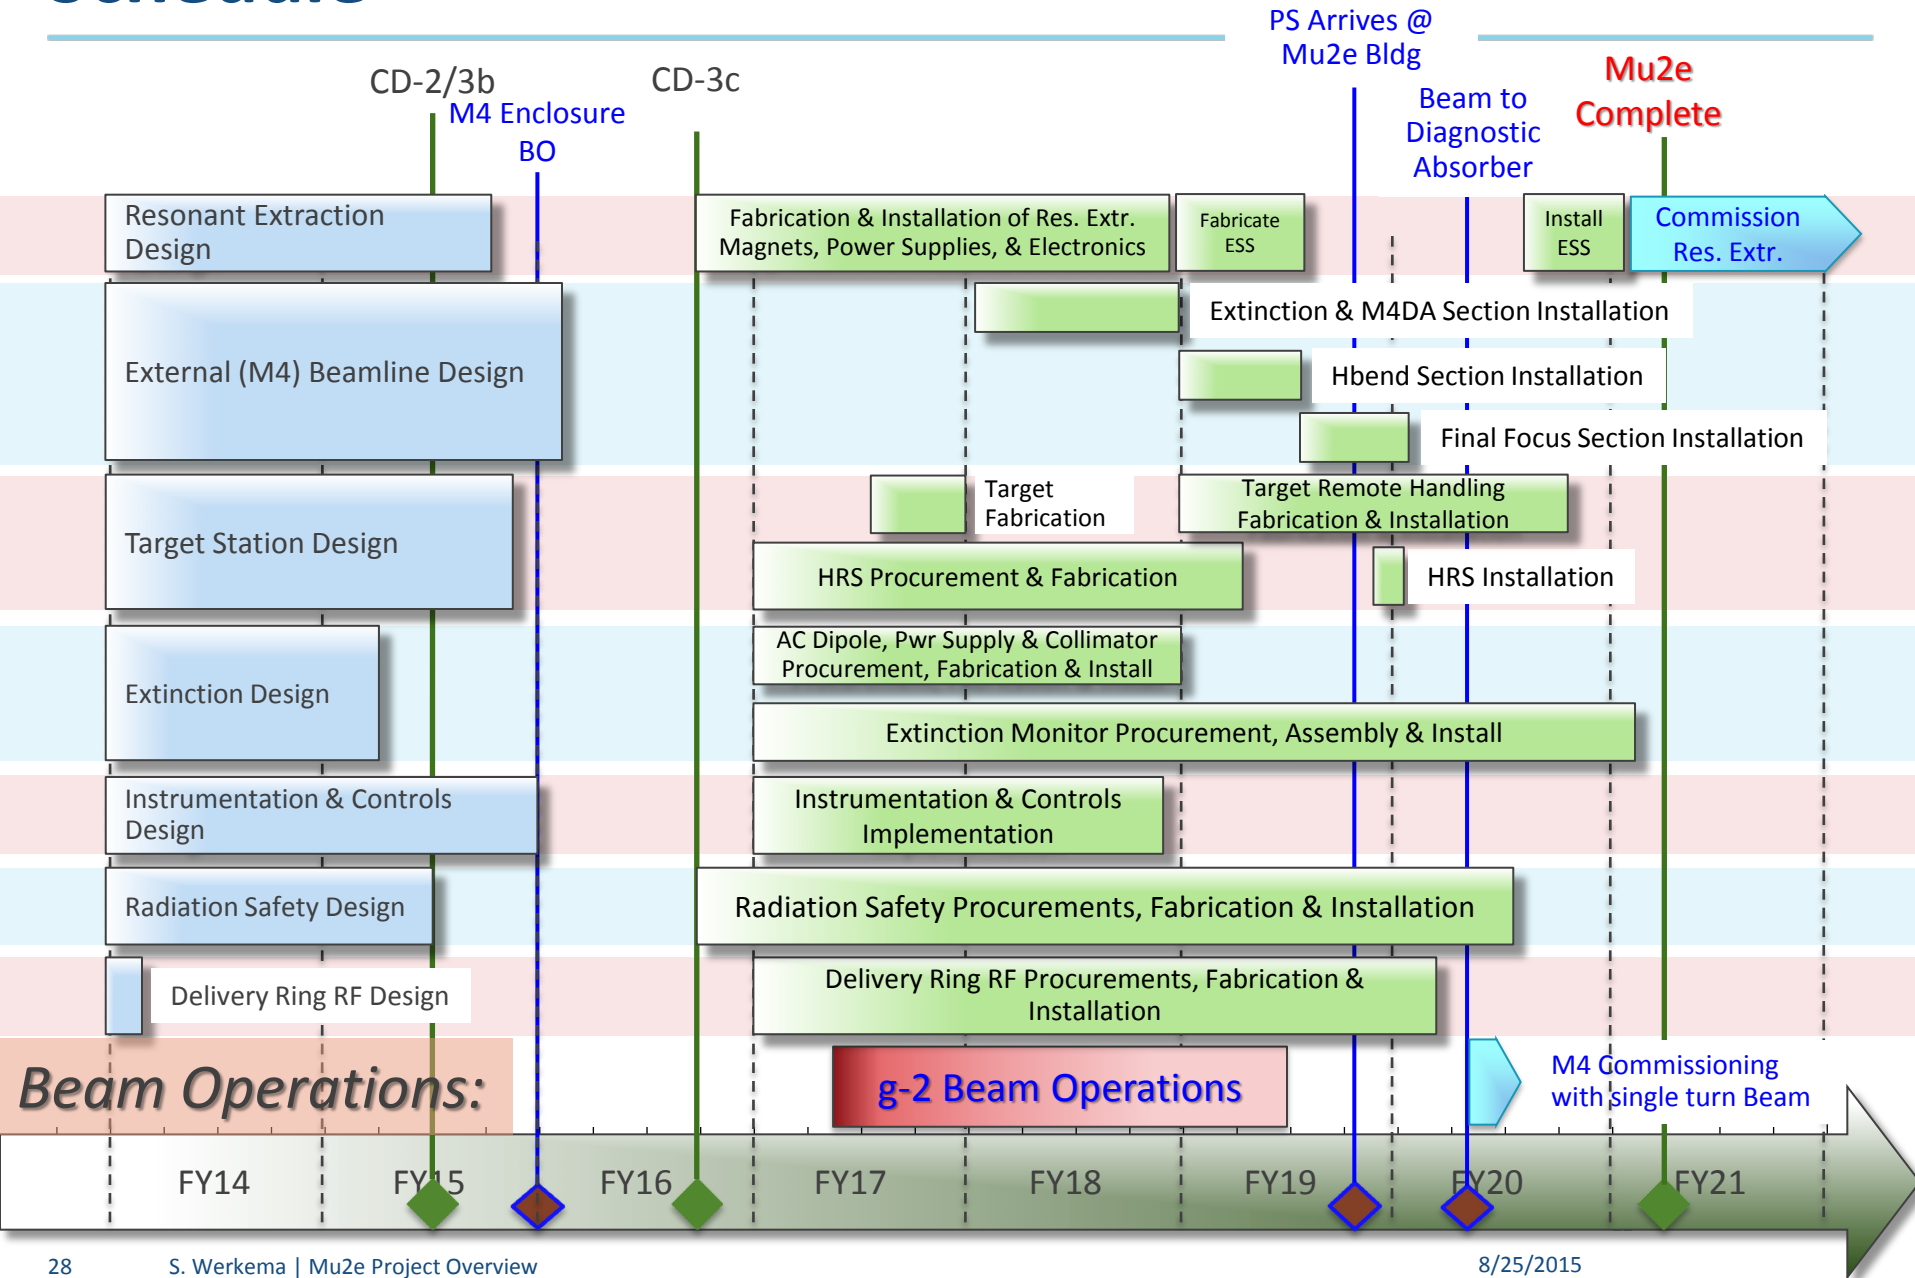 Schedule
PS Arrives @
Mu2e Bldg
CD-2/3b
CD-3c
Mu2e
Complete
M4 Enclosure
BO
Beam to
Diagnostic
Absorber
Resonant Extraction
Design
Fabrication & Installation of Res. Extr.
Magnets, Power Supplies, & Electronics
Fabricate
ESS
Install
ESS
Commission
Res. Extr.
External (M4) Beamline Design
Extinction & M4DA Section Installation
Hbend Section Installation
Final Focus Section Installation
Target Station Design
Target
Fabrication
Target Remote Handling
Fabrication & Installation
HRS Procurement & Fabrication
HRS Installation
Extinction Design
AC Dipole, Pwr Supply & Collimator
Procurement, Fabrication & Install
Extinction Monitor Procurement, Assembly & Install
Instrumentation & Controls
Design
Instrumentation & Controls
Implementation
Radiation Safety Design
Radiation Safety Procurements, Fabrication & Installation
Delivery Ring RF Design
Delivery Ring RF Procurements, Fabrication &
Installation
Beam Operations:
g-2 Beam Operations
M4 Commissioning
with single turn Beam
FY14
FY15
FY16
FY17
FY18
FY19
FY20
FY21
28
S. Werkema | Mu2e Project Overview
8/25/2015